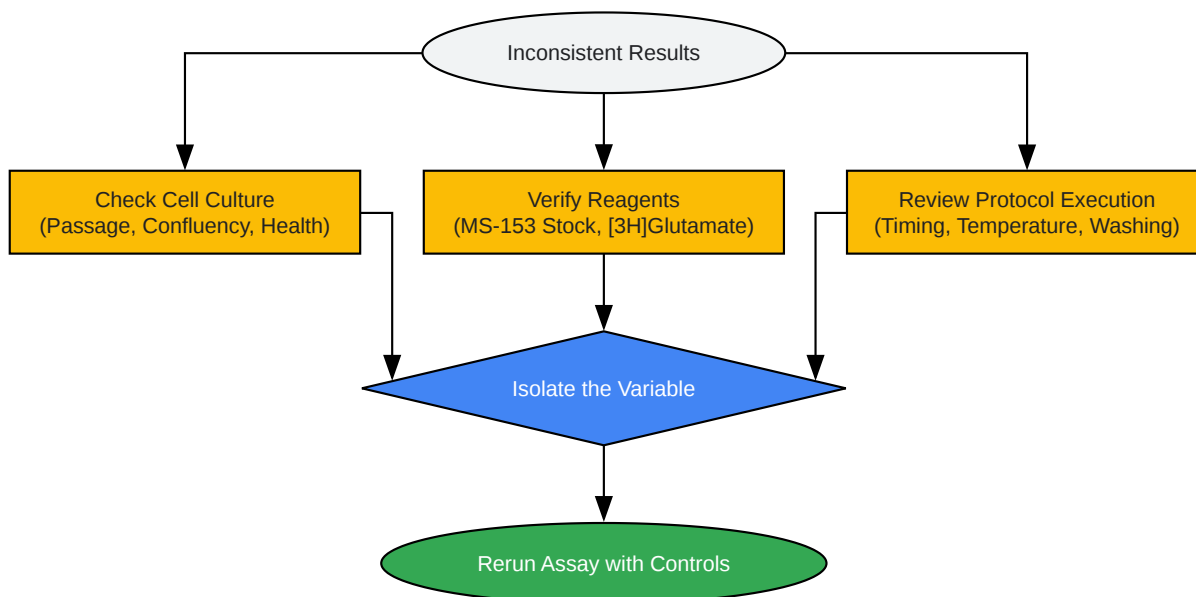 Inconsistent Results
Check Cell Culture
(Passage, Confluency, Health)
Verify Reagents
(MS-153 Stock, [3H]Glutamate)
Review Protocol Execution
(Timing, Temperature, Washing)
Isolate the Variable
Rerun Assay with Controls